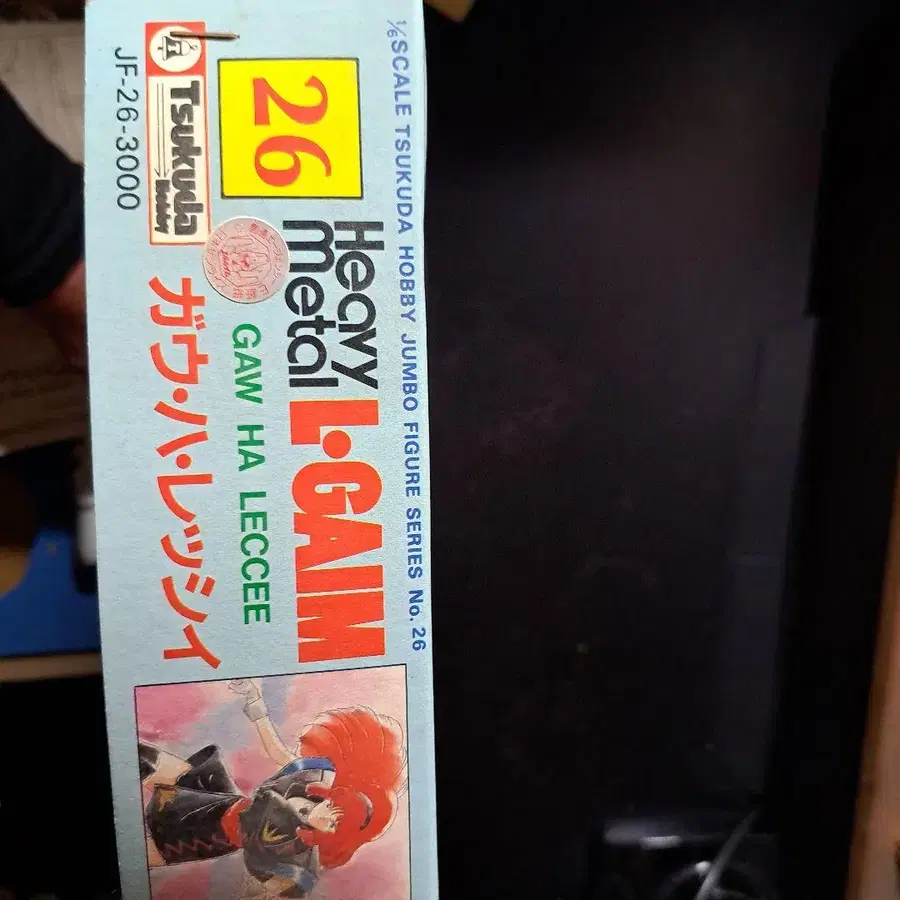 1/6 SCALE TSUKUDA HOBBY JUMBO FIGURE SERIES No. 26
26
Heavy
Metal
L·GAIM
GAW HA LECCEE
ガウ・ハ・レッシィ
Tsukuda
Hobby
JF-26-3000